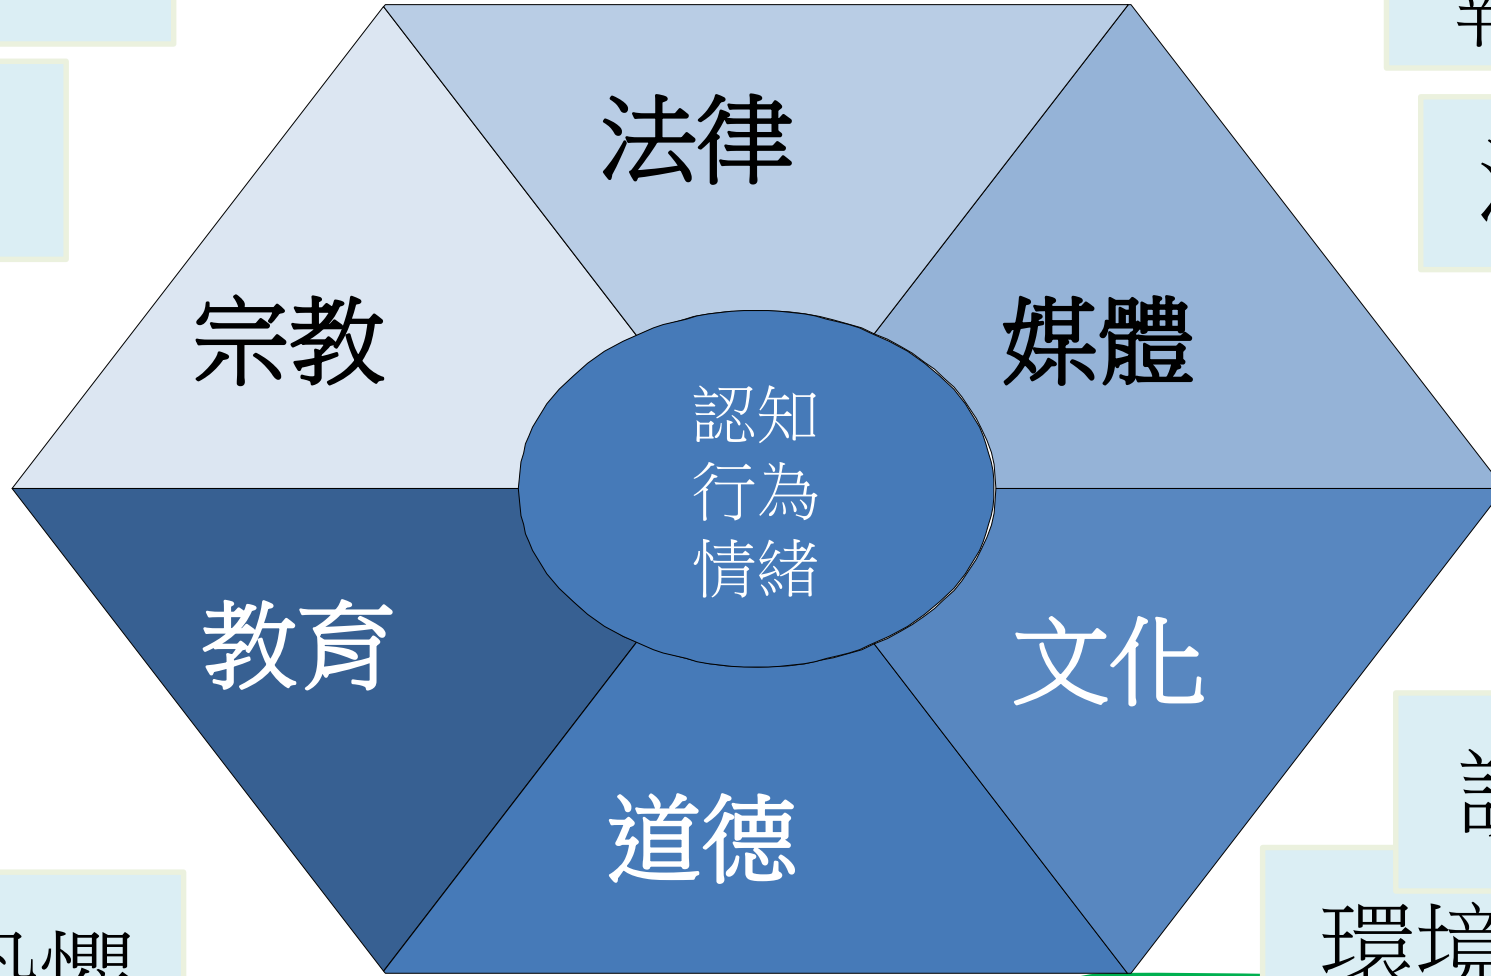 法律
宗教
媒體
認知
行為
情緒
教育
文化
道德
環境